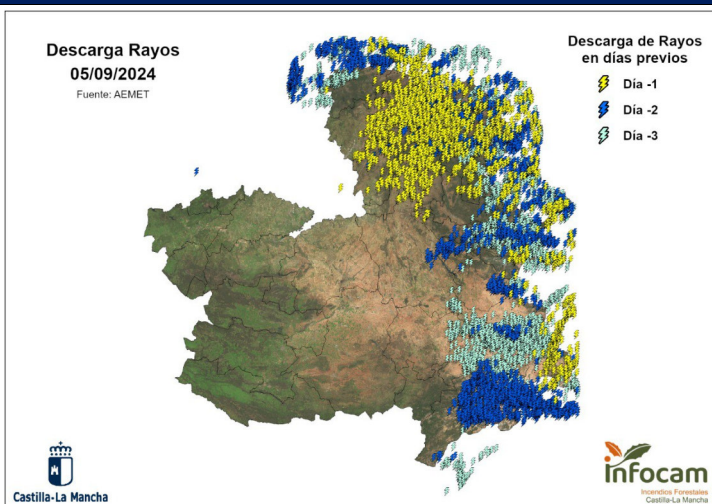 Descarga Rayos
05/09/2024
Fuente: AEMET
Descarga de Rayos
en días previos
Día -1
Día -2
Día -3
Castilla-La Mancha
infocam
Incendios Forestales
Castilla-La Mancha